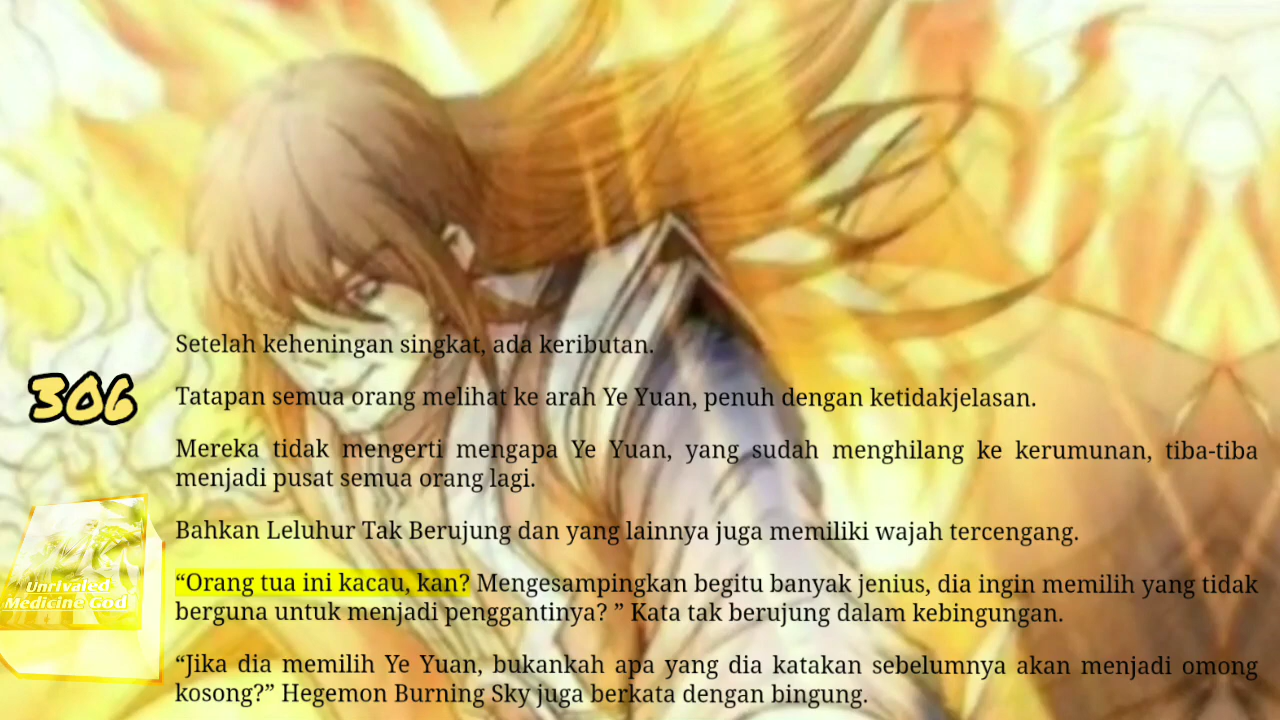 Setelah keheningan singkat, ada keributan.
Tatapan semua orang melihat ke arah Ye Yuan, penuh dengan ketidakjelasan.
306
Mereka tidak mengerti mengapa Ye Yuan, yang sudah menghilang ke kerumunan, tiba-tiba
menjadi pusat semua orang lagi.
Bahkan Leluhur Tak Berujung dan yang lainnya juga memiliki wajah tercengang.
“Orang tua ini kacau, kan? Mengesampingkan begitu banyak jenius, dia ingin memilih yang tidak
berguna untuk menjadi penggantinya? ” Kata tak berujung dalam kebingungan.
Unrivaled
Medicine God
“Jika dia memilih Ye Yuan, bukankah apa yang dia katakan sebelumnya akan menjadi omong
kosong?” Hegemon Burning Sky juga berkata dengan bingung.